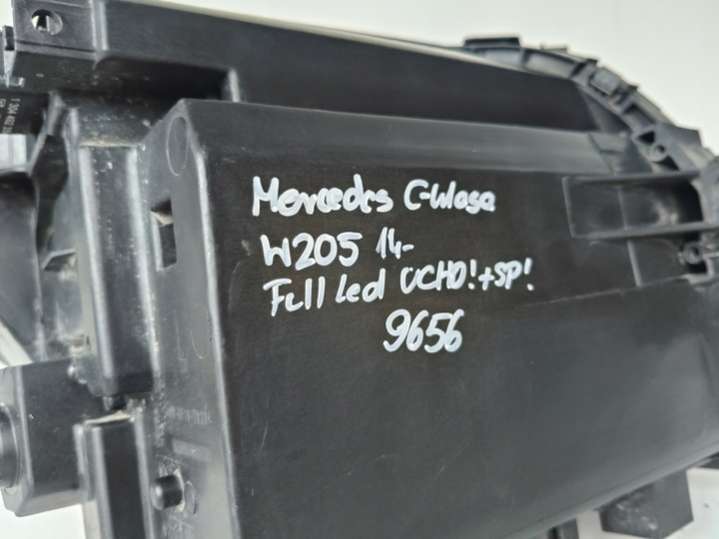 Mercedes C-klasa
W205 14-
Full Led UCHO!+SP!
9656